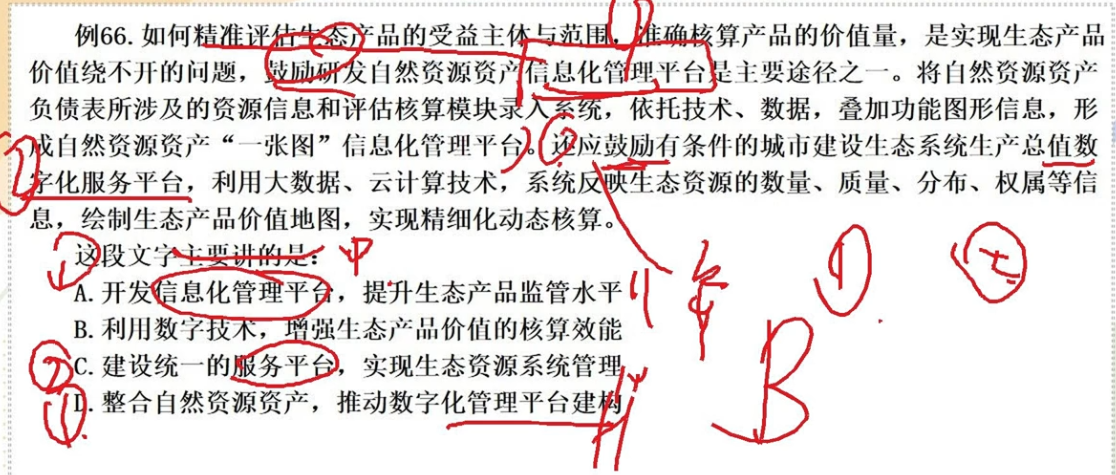 例66.如何精准评估生态产品的受益主体与范围，准确核算产品的价值量，是实现生态产品
价值绕不开的问题，鼓励研发自然资源资产信息化管理平台是主要途径之一。将自然资源资产
负债表所涉及的资源信息和评估核算模块录入系统，依托技术、数据，叠加功能图形信息，形
成自然资源资产“一张图”信息化管理平台。还应鼓励有条件的城市建设生态系统生产总值数
字化服务平台，利用大数据、云计算技术，系统反映生态资源的数量、质量、分布、权属等信
息，绘制生态产品价值地图，实现精细化动态核算。
这段文字主要讲的是：
A.开发信息化管理平台，提升生态产品监管水平
B.利用数字技术，增强生态产品价值的核算效能
C.建设统一的服务平台，实现生态资源系统管理
D.整合自然资源资产，推动数字化管理平台建构
B